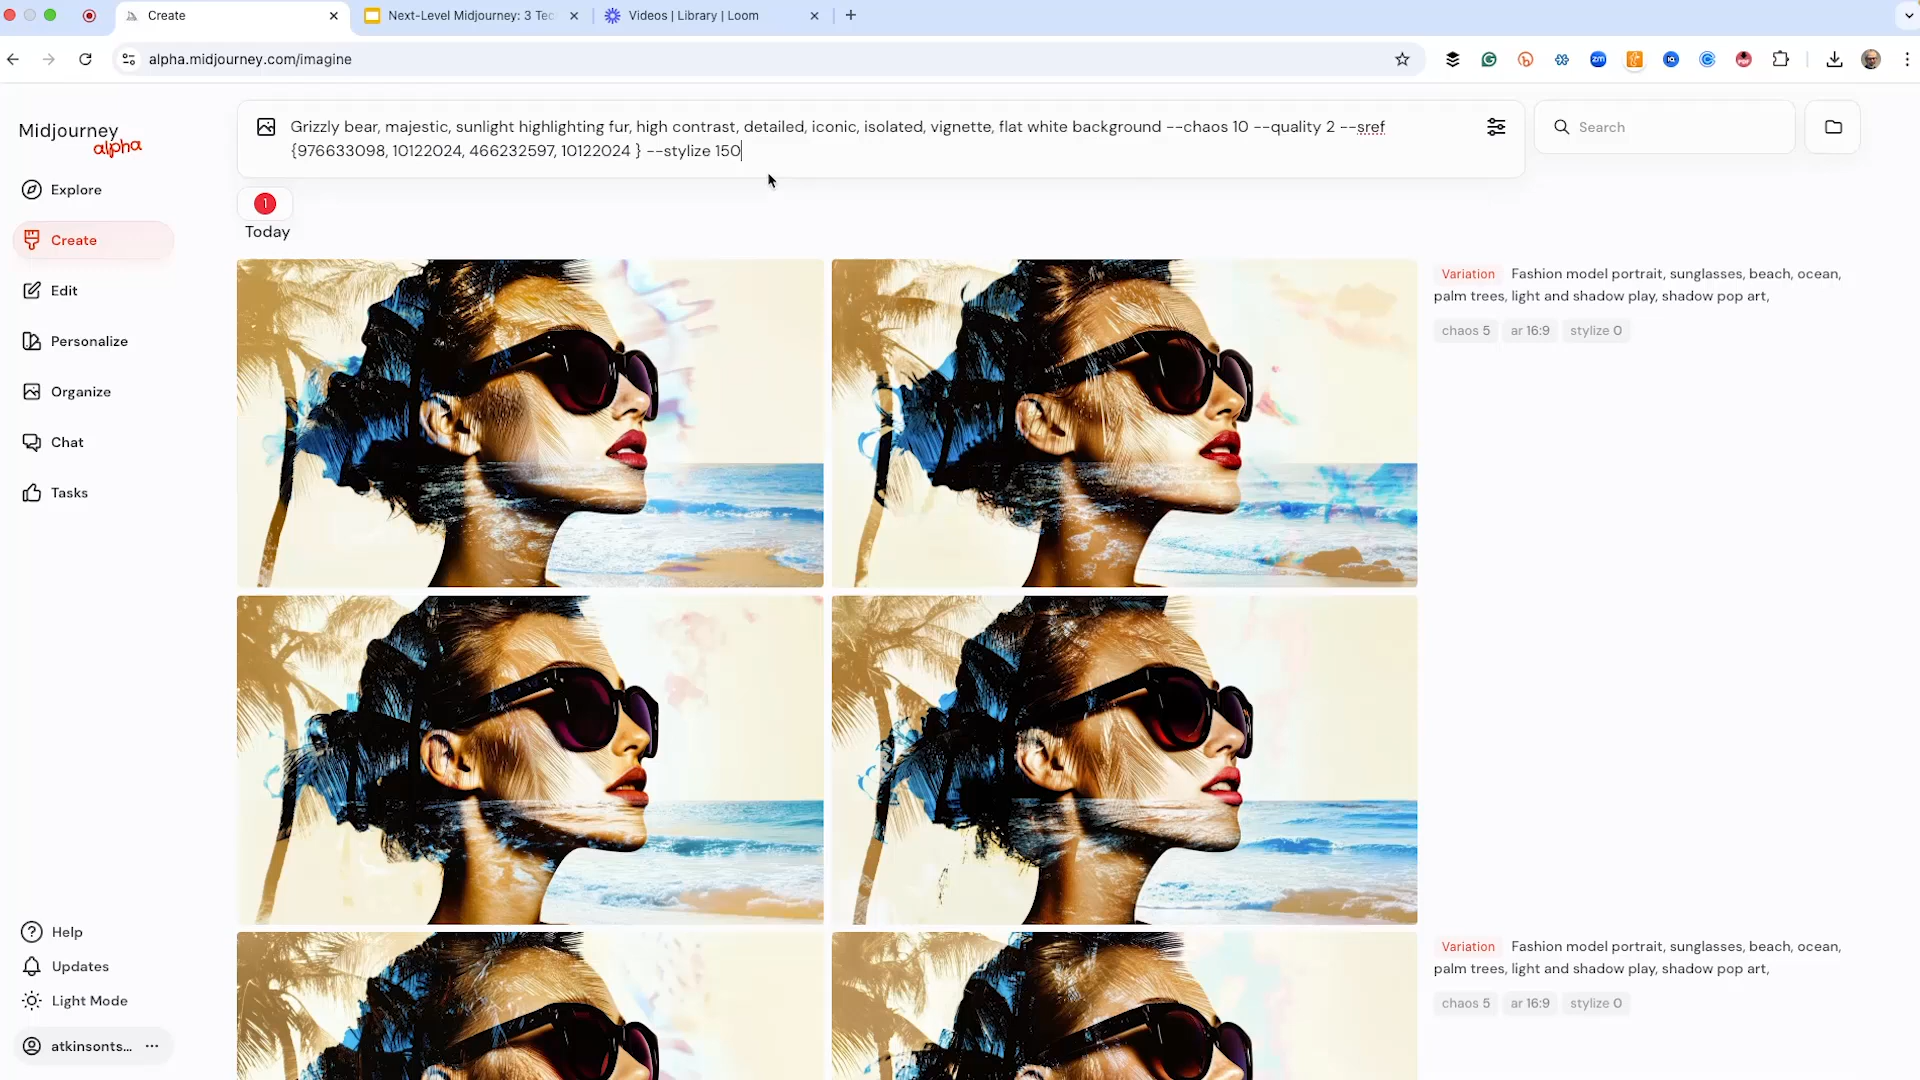 Create
Next-Level Midjourney: 3 Tec
Videos | Library | Loom
alpha.midjourney.com/imagine
Midjourney
alpha
Grizzly bear, majestic, sunlight highlighting fur, high contrast, detailed, iconic, isolated, vignette, flat white background --chaos 10 --quality 2 --sref
{976633098, 10122024, 466232597, 10122024 } --stylize 150
Search
1
Today
Explore
Create
Edit
Personalize
Organize
Chat
Tasks
Variation Fashion model portrait, sunglasses, beach, ocean,
palm trees, light and shadow play, shadow pop art,
chaos 5 ar 16:9 stylize 0
Variation Fashion model portrait, sunglasses, beach, ocean,
palm trees, light and shadow play, shadow pop art,
chaos 5 ar 16:9 stylize 0
Help
Updates
Light Mode
atkinsonts...